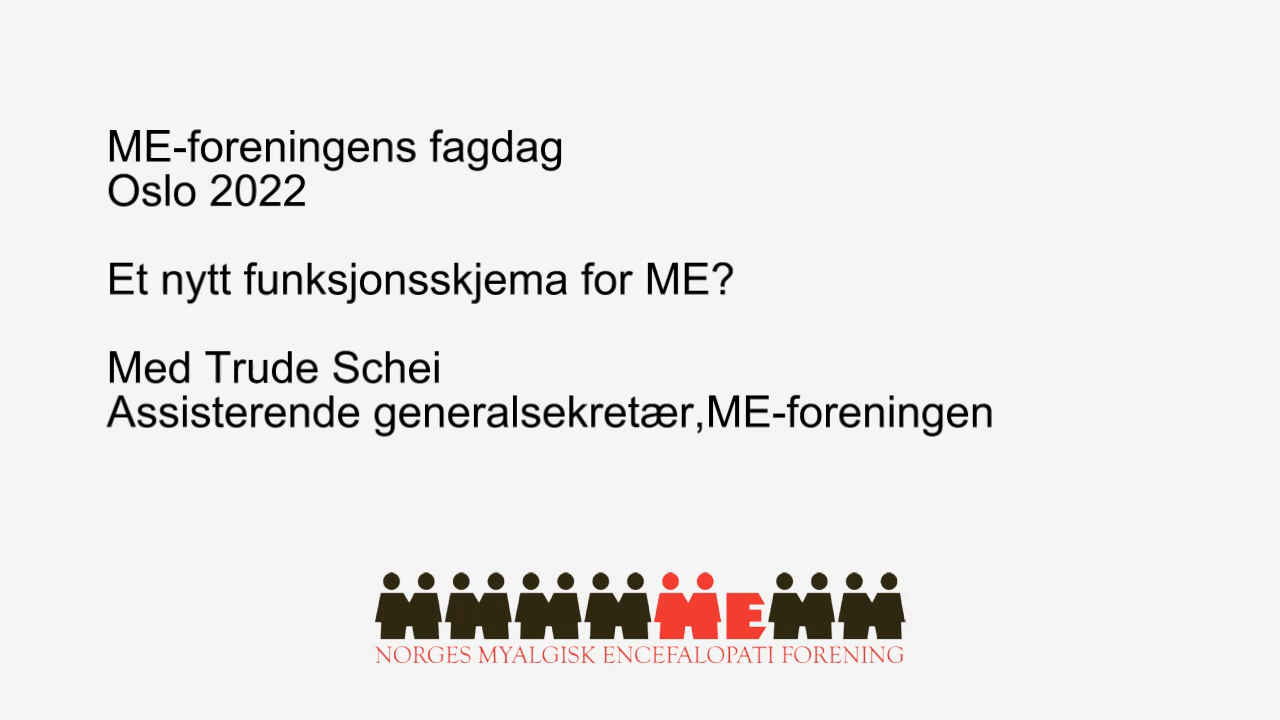 ME-foreningens fagdag
Oslo 2022
Et nytt funksjonsskjema for ME?
Med Trude Schei
Assisterende generalsekretær,ME-foreningen
ME
NORGES MYALGISK ENCEFALOPATI FORENING